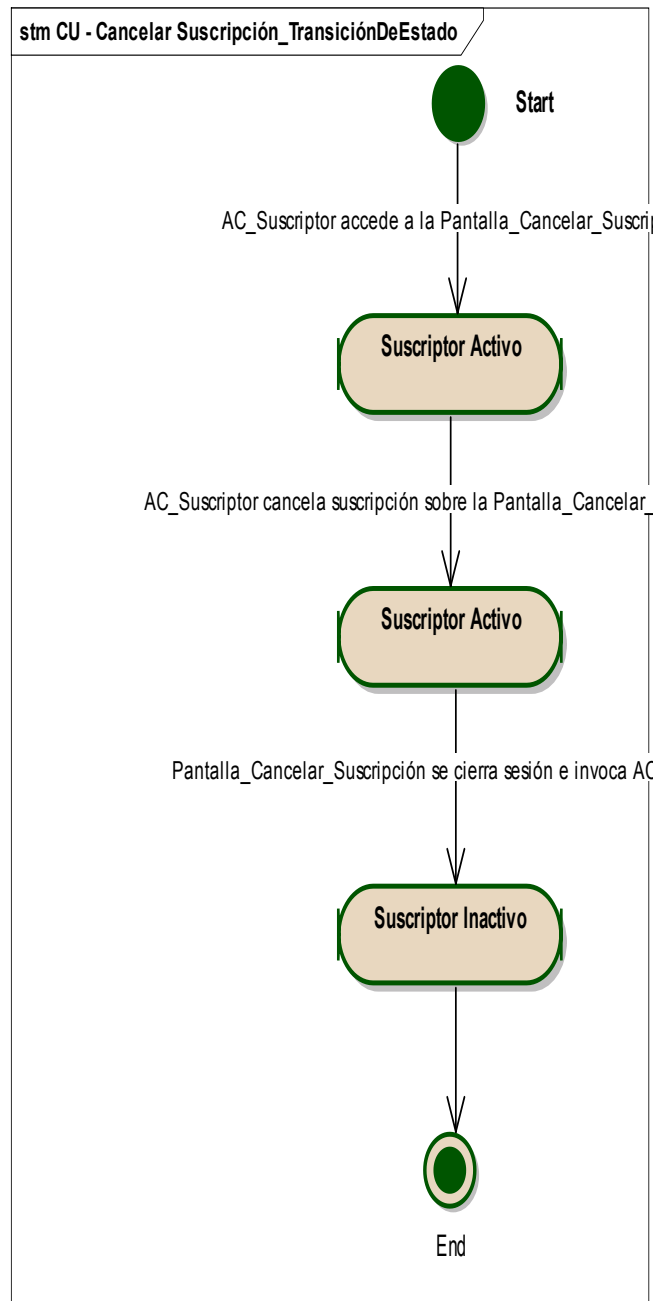 stm CU - Cancelar Suscripción_TransiciónDeEstado
Start
AC_Suscriptor accede a la Pantalla_Cancelar_Suscrip
Suscriptor Activo
AC_Suscriptor cancela suscripción sobre la Pantalla_Cancelar_
Suscriptor Activo
Pantalla_Cancelar_Suscripción se cierra sesión e invoca AC
Suscriptor Inactivo
End